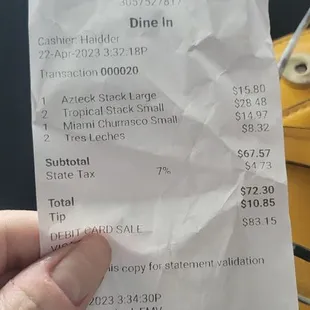 3057527817
Dine In
Cashier: Haidder
22-Apr-2023 3:32:18P
Transaction 000020
1 Azteck Stack Large $15.80
2 Tropical Stack Small $28.48
1 Miami Churrasco Small $14.97
2 Tres Leches $8.32
Subtotal $67.57
State Tax 7% $4.73
Total $72.30
Tip $10.85
DEBIT CARD SALE $83.15
this copy for statement validation
2023 3:34:30P